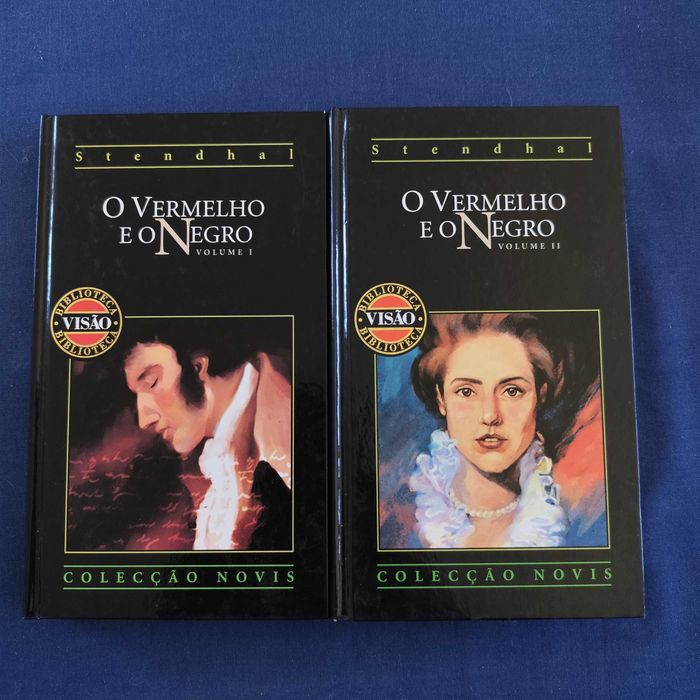 Stendhal
O VERMELHO
E O NEGRO
VOLUME I
BIBLIOTECA
VISÃO
BIBLIOTECA
COLECÇÃO NOVIS
Stendhal
O VERMELHO
E O NEGRO
VOLUME II
BIBLIOTECA
VISÃO
BIBLIOTECA
COLECÇÃO NOVIS